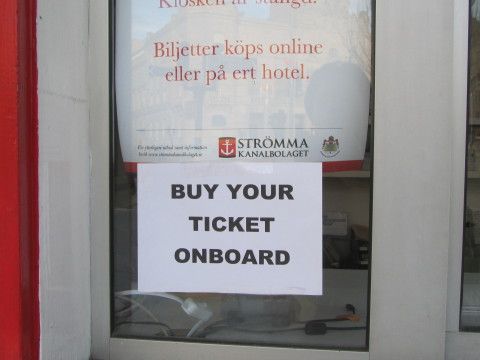 Kiosken är stängd.
Biljetter köps online
eller på ert hotel.
STRÖMMA
KANALBOLAGET
BUY YOUR
TICKET
ONBOARD